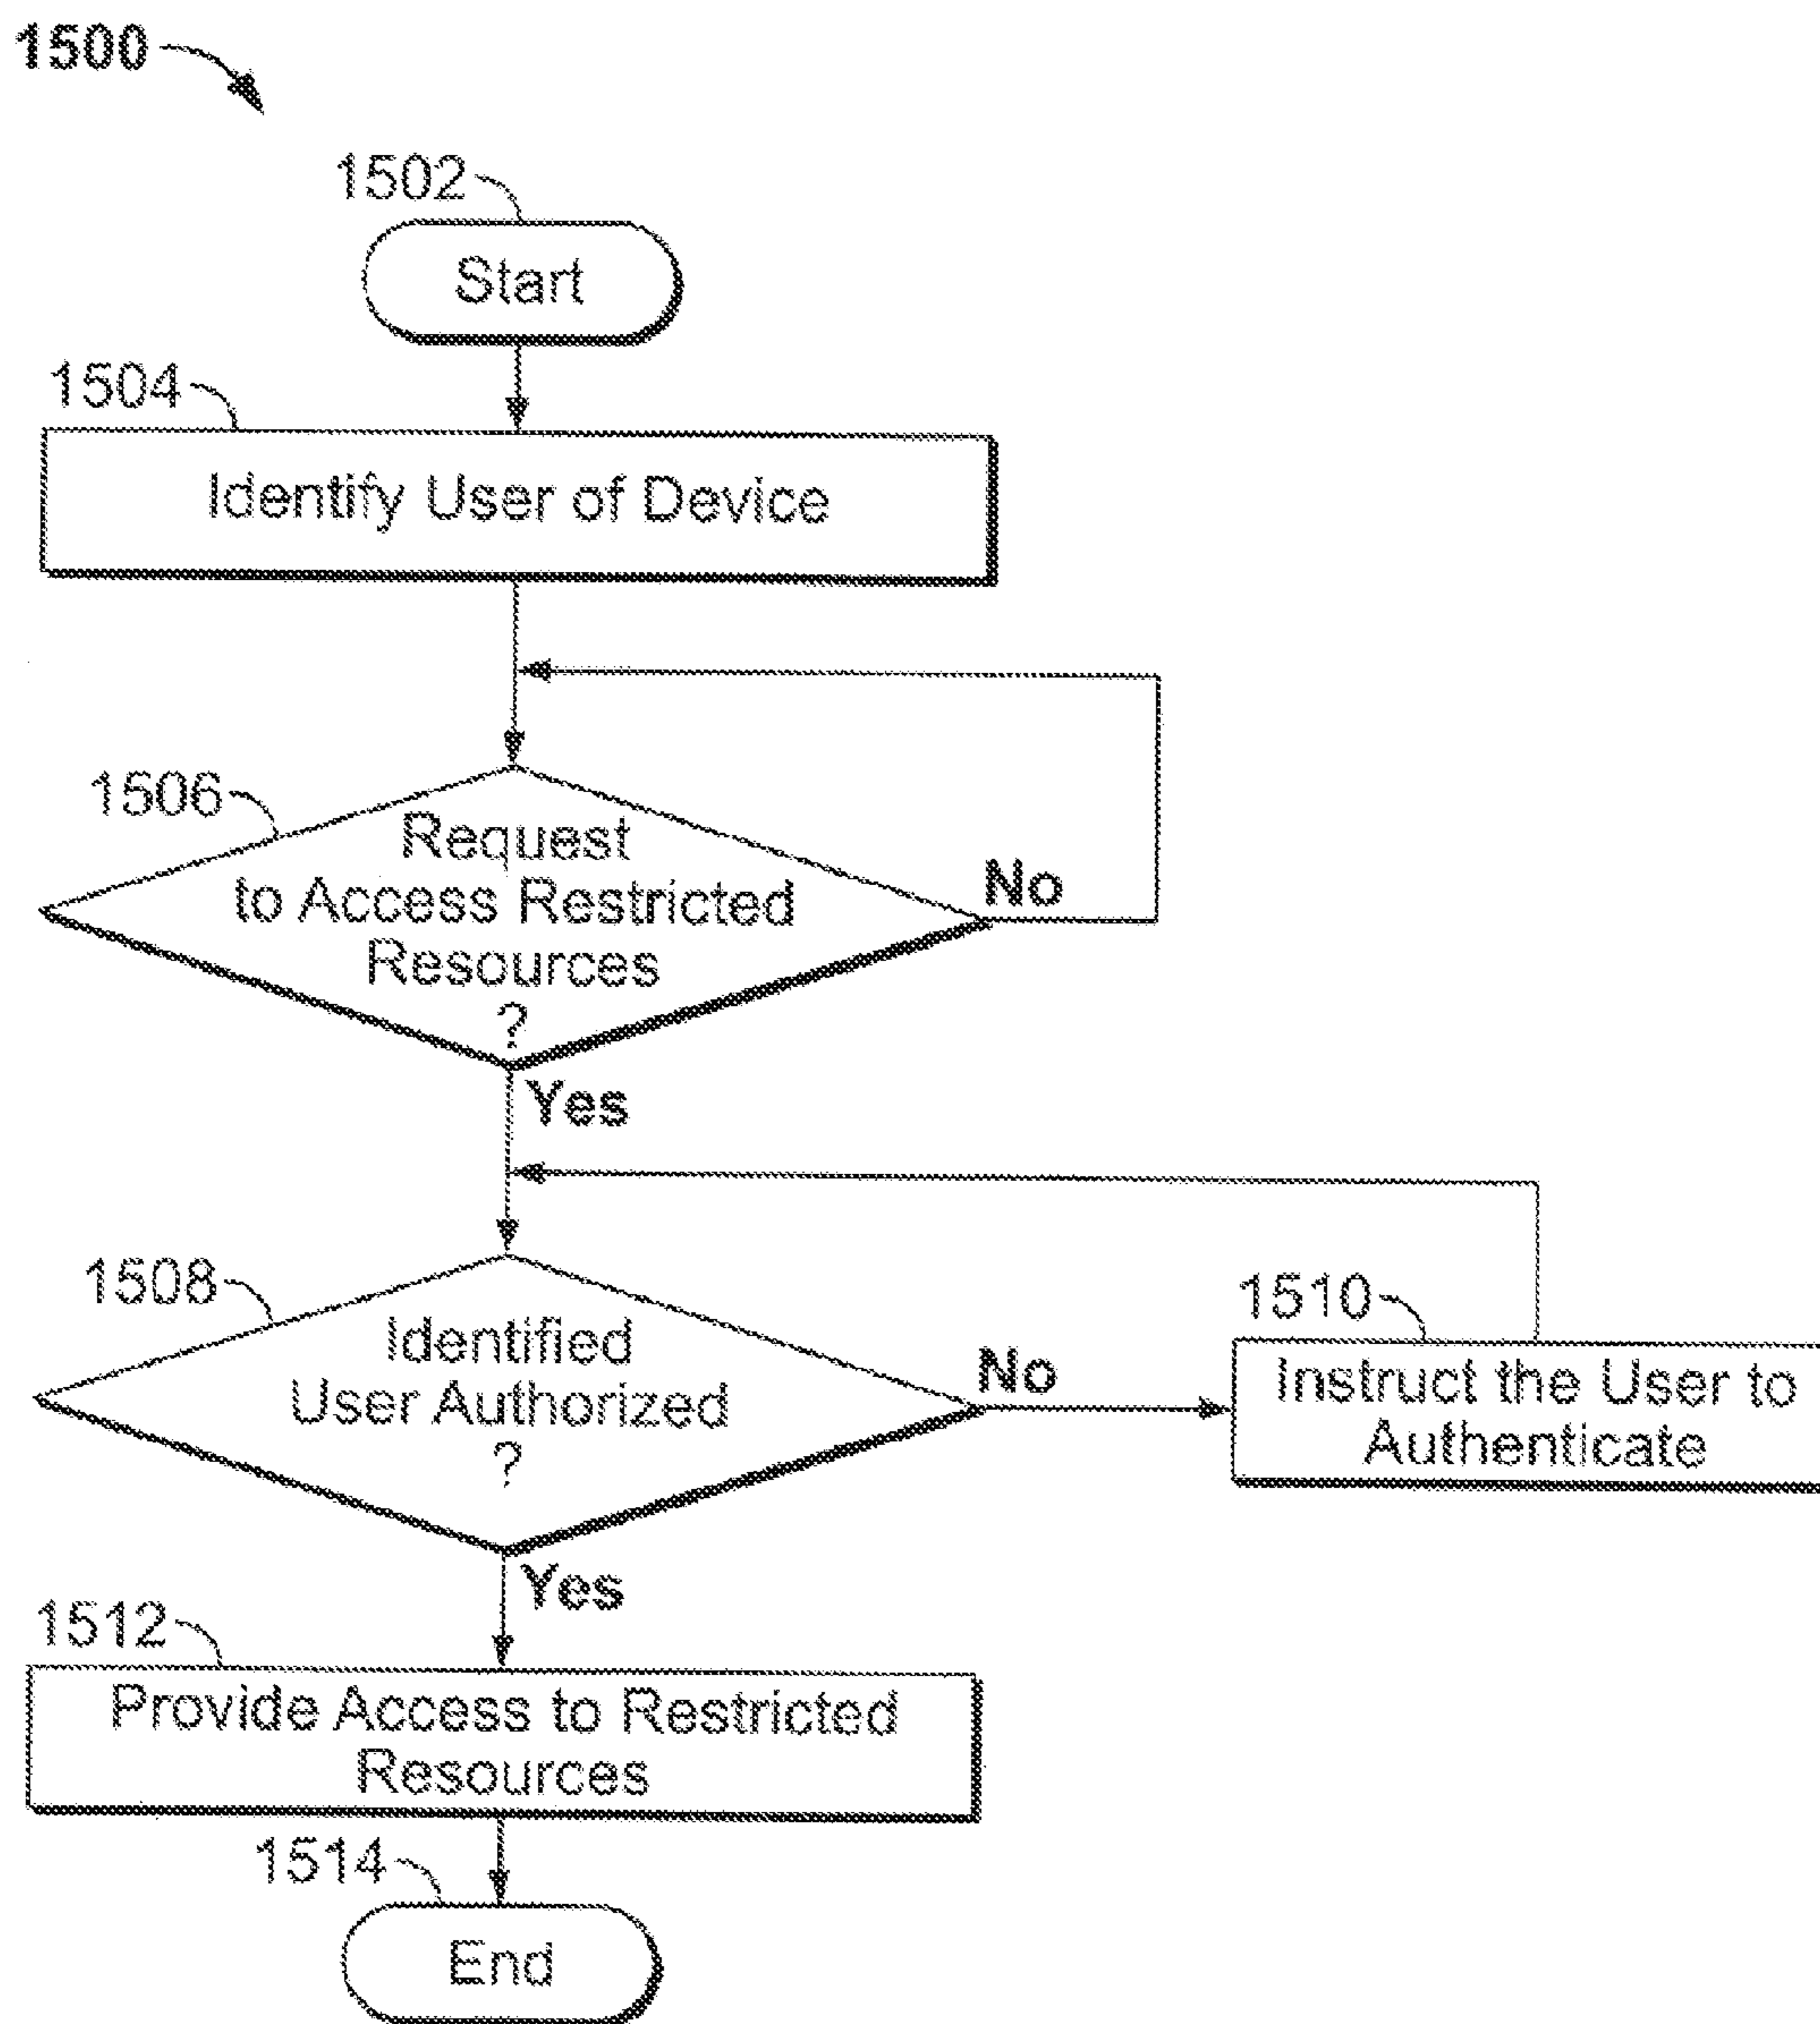 1500
1502
Start
1504
Identify User of Device
1506
Request
to Access Restricted
Resources
?
No
Yes
1508
Identified
User Authorized
?
No
1510
Instruct the User to
Authenticate
Yes
1512
Provide Access to Restricted
Resources
1514
End